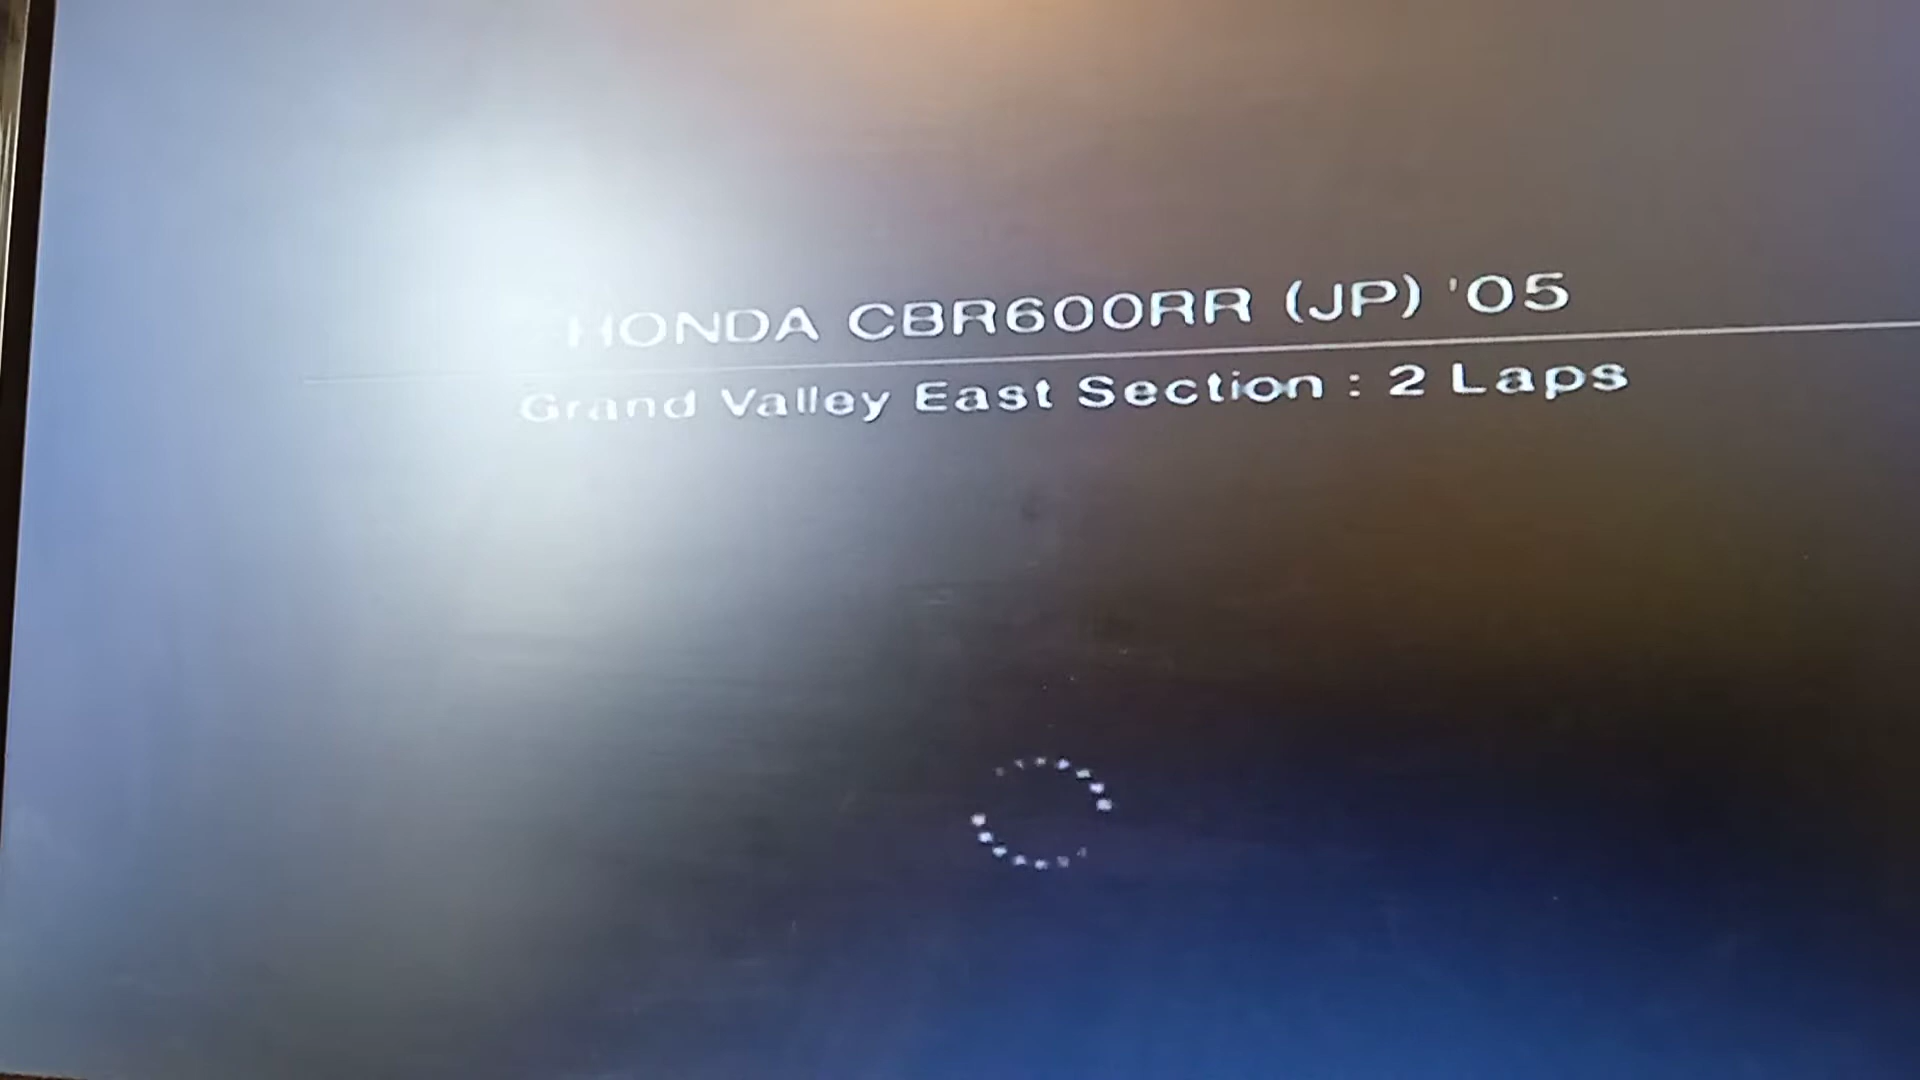 HONDA CBR600RR (JP) '05
Grand Valley East Section : 2 Laps